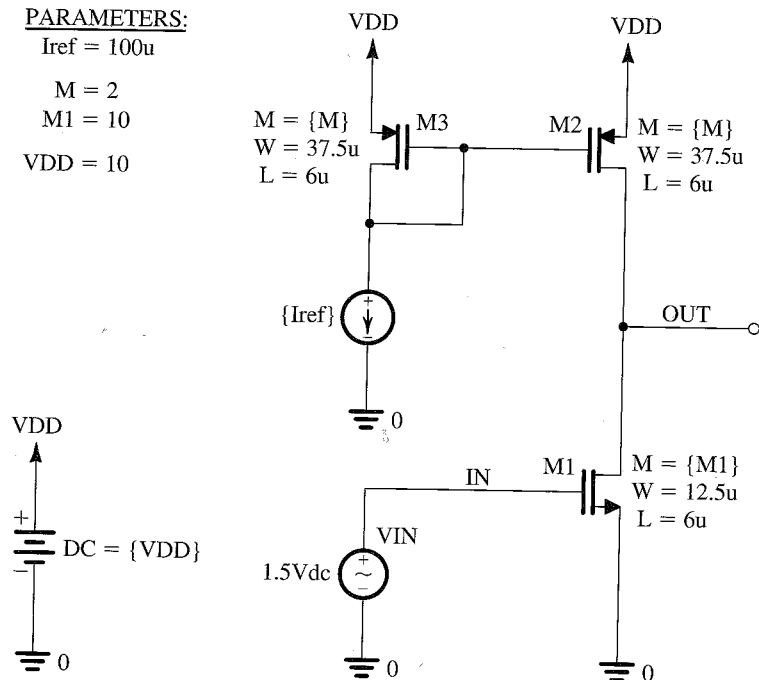 PARAMETERS:
Iref = 100u
M = 2
M1 = 10
VDD = 10
VDD
VDD
M = {M}
W = 37.5u
L = 6u
M3
M2
M = {M}
W = 37.5u
L = 6u
{Iref}
+
−
0
OUT
VDD
+
−
DC = {VDD}
0
IN
M1
M = {M1}
W = 12.5u
L = 6u
VIN
1.5Vdc
+
~
−
0
0